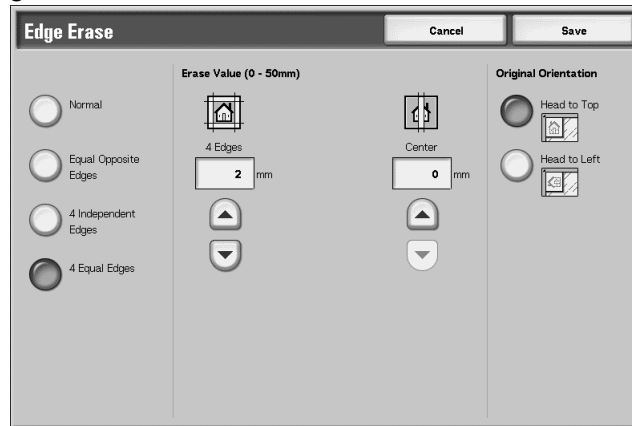 Edge Erase
Cancel
Save
Normal
Equal Opposite
Edges
4 Independent
Edges
4 Equal Edges
Erase Value (0 - 50mm)
4 Edges
2 mm
Center
0 mm
Original Orientation
Head to Top
Head to Left